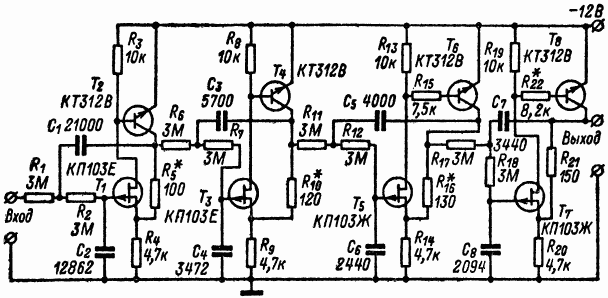 −12В
R3 10к
R8 10к
R13 10к
R19 10к
T2 КТ312В
C3 5700
T4 КТ312В
C5 4000
T6 КТ312В
R15 7,5к
T8 КТ312В
R22* 8,2к
C1 21000
R6 3М
R7 3М
R11 3М
R12 3М
C7 3440
Выход
R17 3М
R18 3М
R21 150
R1 3М
R2 3М
КП103Е
T1
R5* 100
T3 КП103Е
R10* 120
T5 КП103Ж
R16* 130
T7 КП103Ж
Вход
C2 12862
R4 4,7к
C4 3472
R9 4,7к
C6 2440
R14 4,7к
C8 2094
R20 4,7к